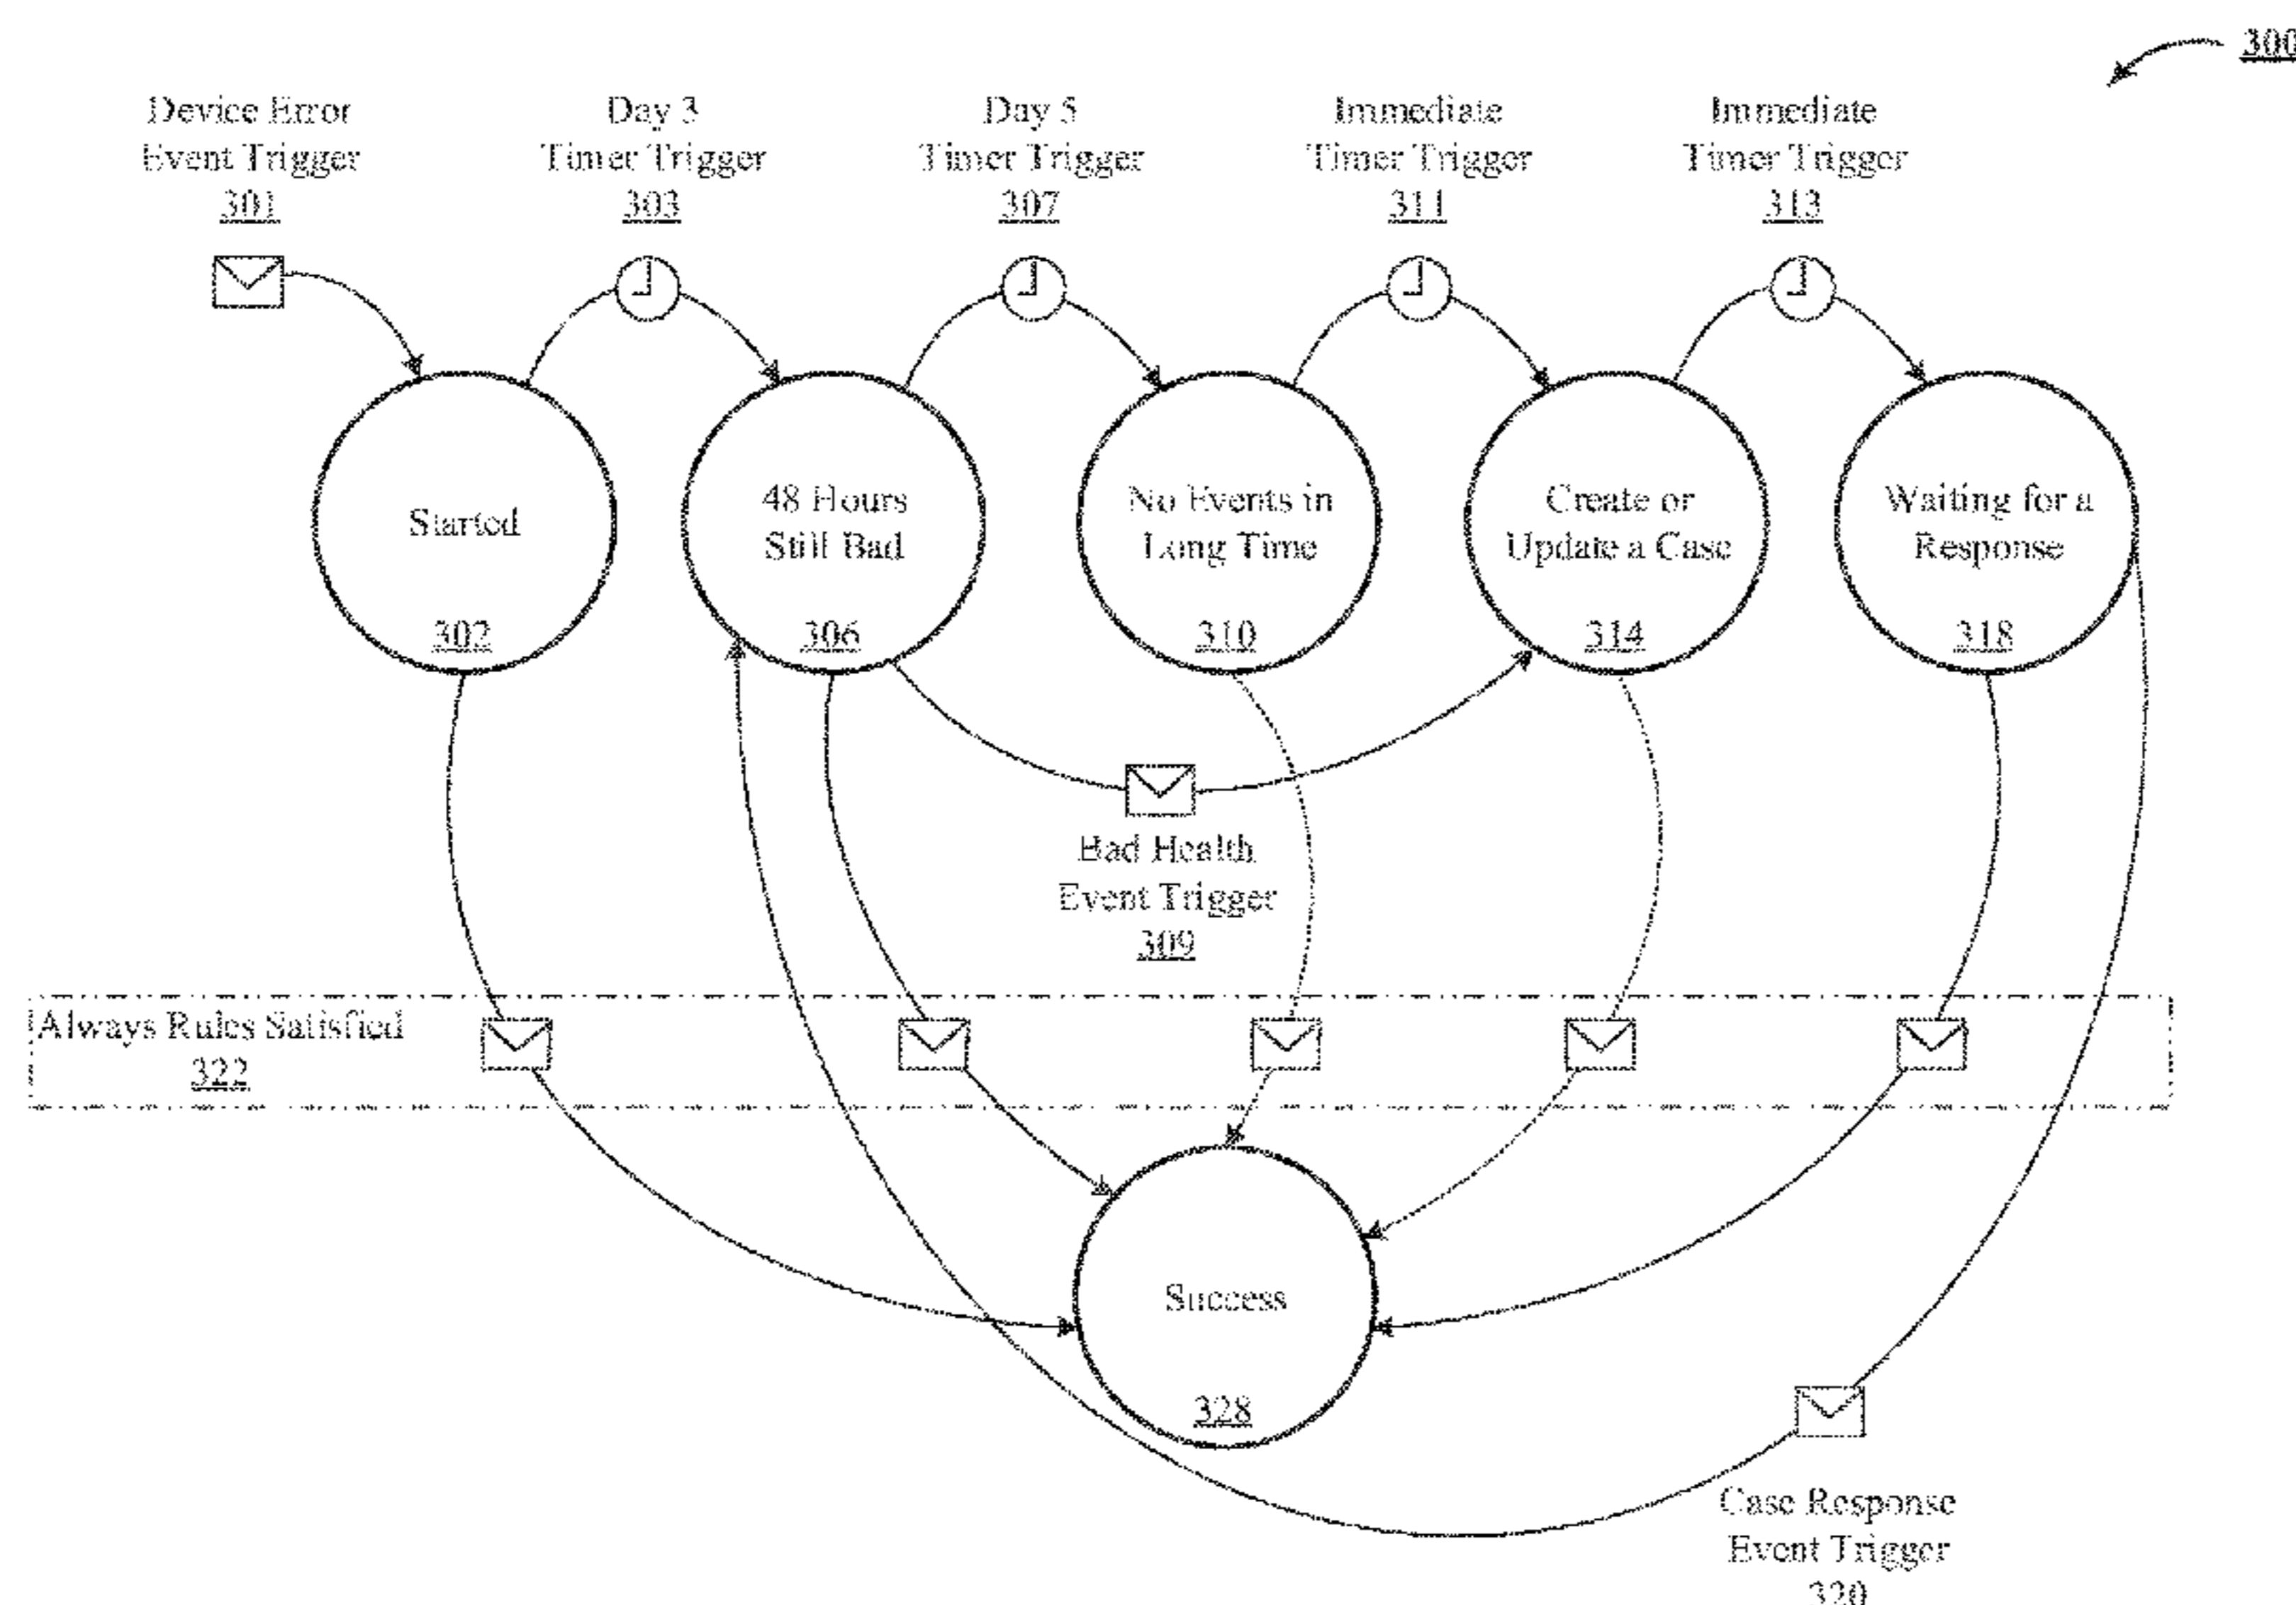 300
Device Error
Event Trigger
301
Day 3
Timer Trigger
303
Day 5
Timer Trigger
307
Immediate
Timer Trigger
311
Immediate
Timer Trigger
313
Started
302
48 Hours
Still Bad
306
No Events in
Long Time
310
Create or
Update a Case
314
Waiting for a
Response
318
Bad Health
Event Trigger
309
Always Rules Satisfied
322
Success
328
Case Response
Event Trigger
320